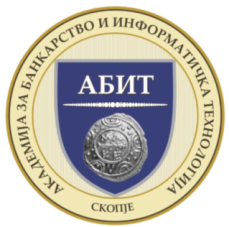 АКАДЕМИЈА ЗА БАНКАРСТВО И ИНФОРМАТИЧКА ТЕХНОЛОГИЈА
АБИТ
СКОПЈЕ